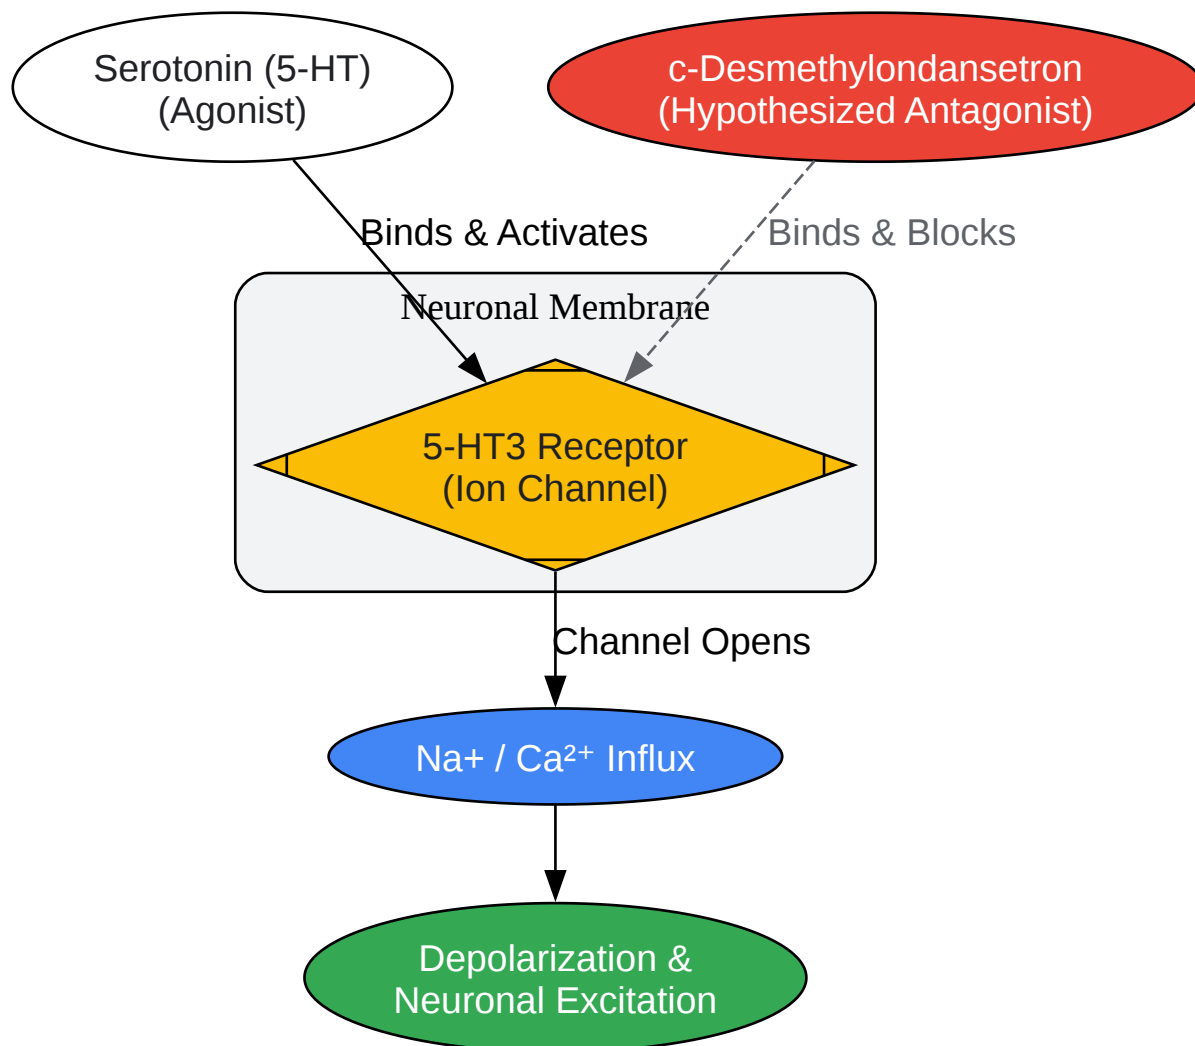 Serotonin (5-HT)
(Agonist)
c-Desmethylondansetron
(Hypothesized Antagonist)
Binds & Activates
Binds & Blocks
Neuronal Membrane
5-HT3 Receptor
(Ion Channel)
Channel Opens
Na+ / Ca²⁺ Influx
Depolarization &
Neuronal Excitation